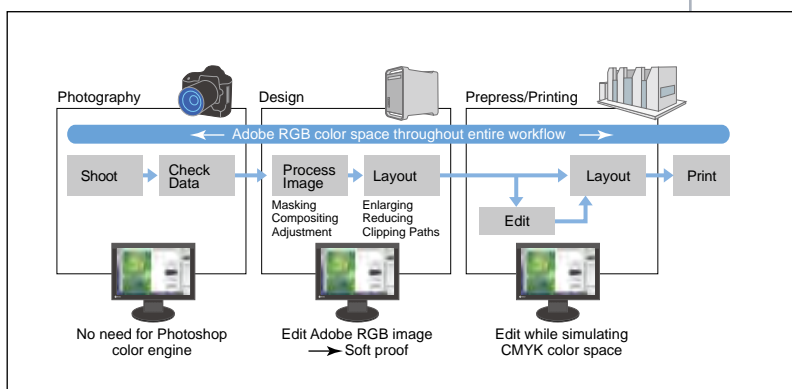 Photography
Design
Prepress/Printing
Adobe RGB color space throughout entire workflow
Shoot
Check
Data
Process
Image
Layout
Layout
Print
Masking
Compositing
Adjustment
Enlarging
Reducing
Clipping Paths
Edit
No need for Photoshop
color engine
Edit Adobe RGB image
Soft proof
Edit while simulating
CMYK color space